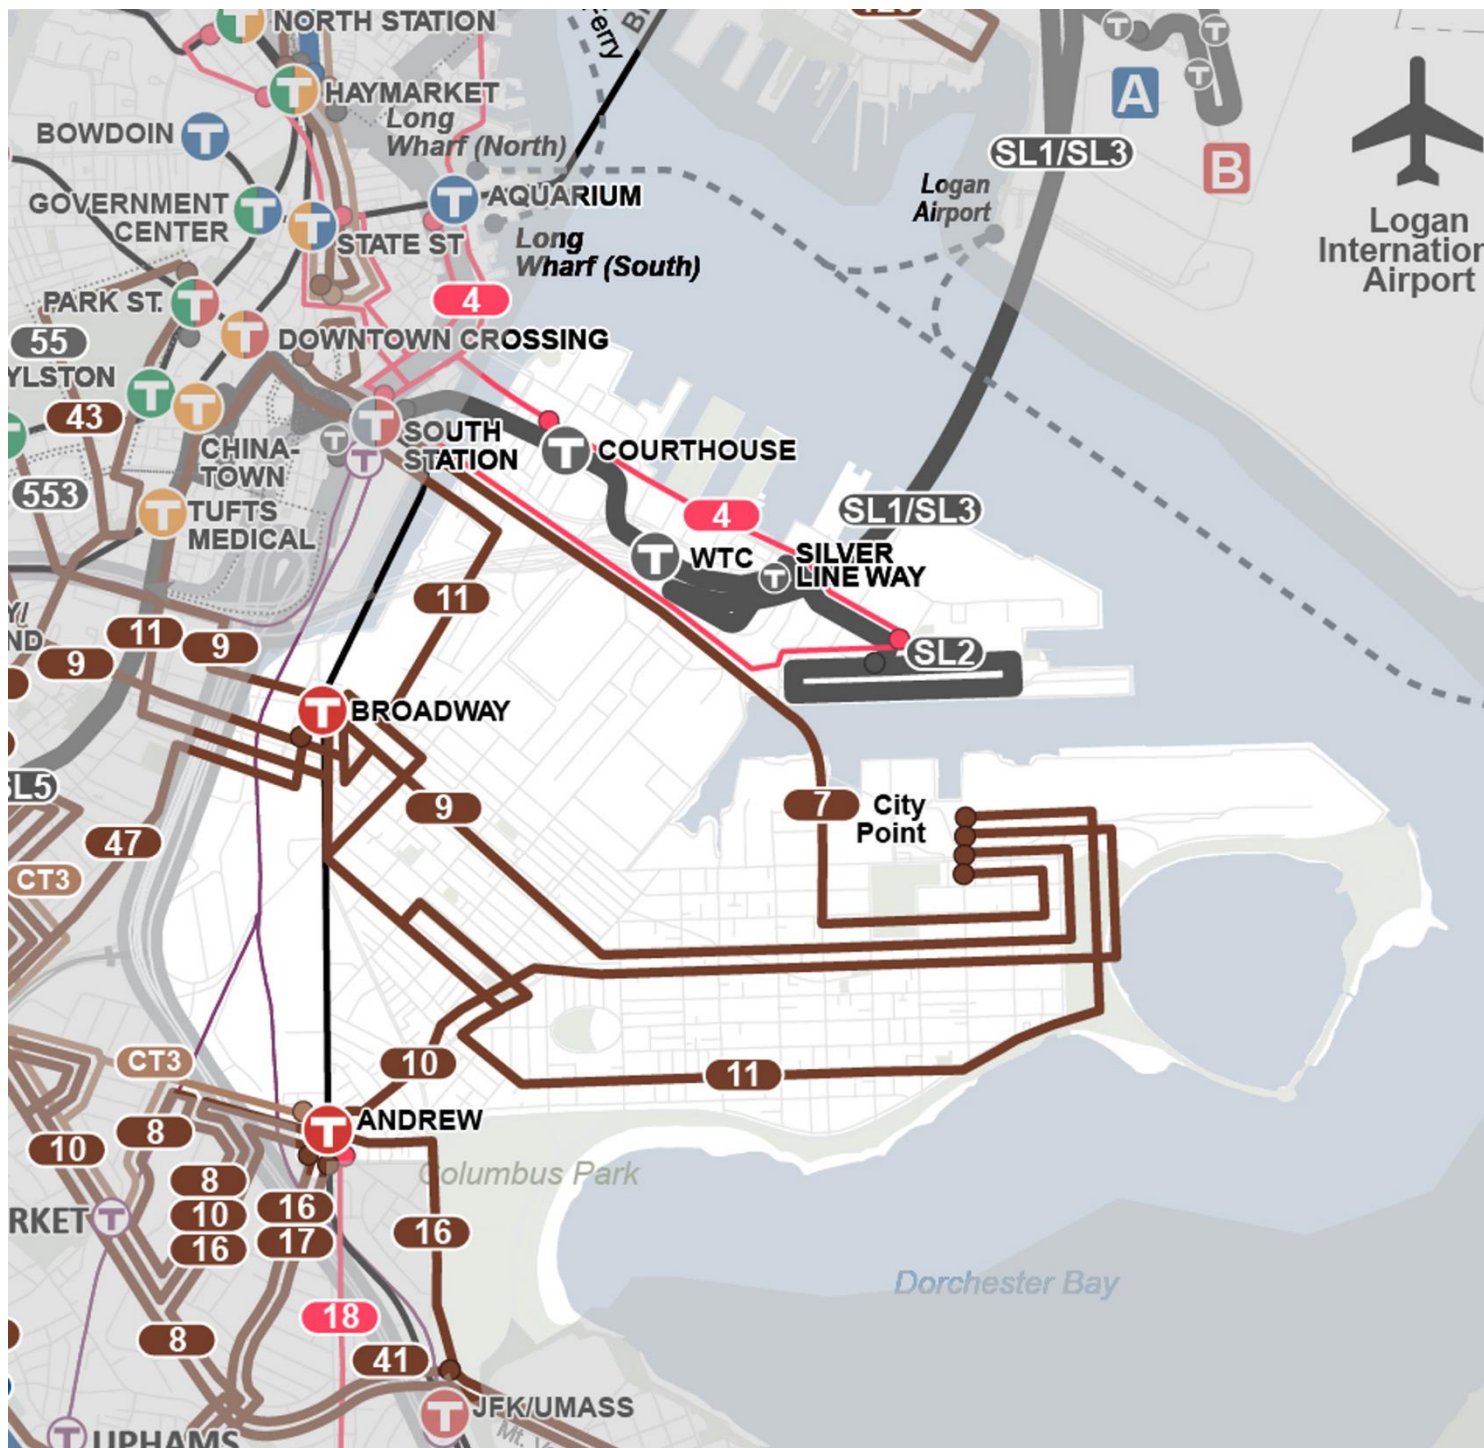 NORTH STATION
Ferry
HAYMARKET
Long
Wharf (North)
BOWDOIN
A
SL1/SL3
B
AQUARIUM
Logan
Airport
GOVERNMENT
CENTER
STATE ST
Long
Wharf (South)
Logan
Internation
Airport
PARK ST.
4
55
DOWNTOWN CROSSING
YLSTON
43
CHINA-
TOWN
SOUTH
STATION
COURTHOUSE
553
TUFTS
MEDICAL
4
SL1/SL3
WTC
SILVER
LINE WAY
11
Y/
ND
11
9
9
SL2
BROADWAY
SL5
9
7
City
Point
47
CT3
CT3
10
11
ANDREW
8
10
Columbus Park
8
10
16
16
17
16
RKET
Dorchester Bay
18
8
41
JFK/UMASS
UPHAMS